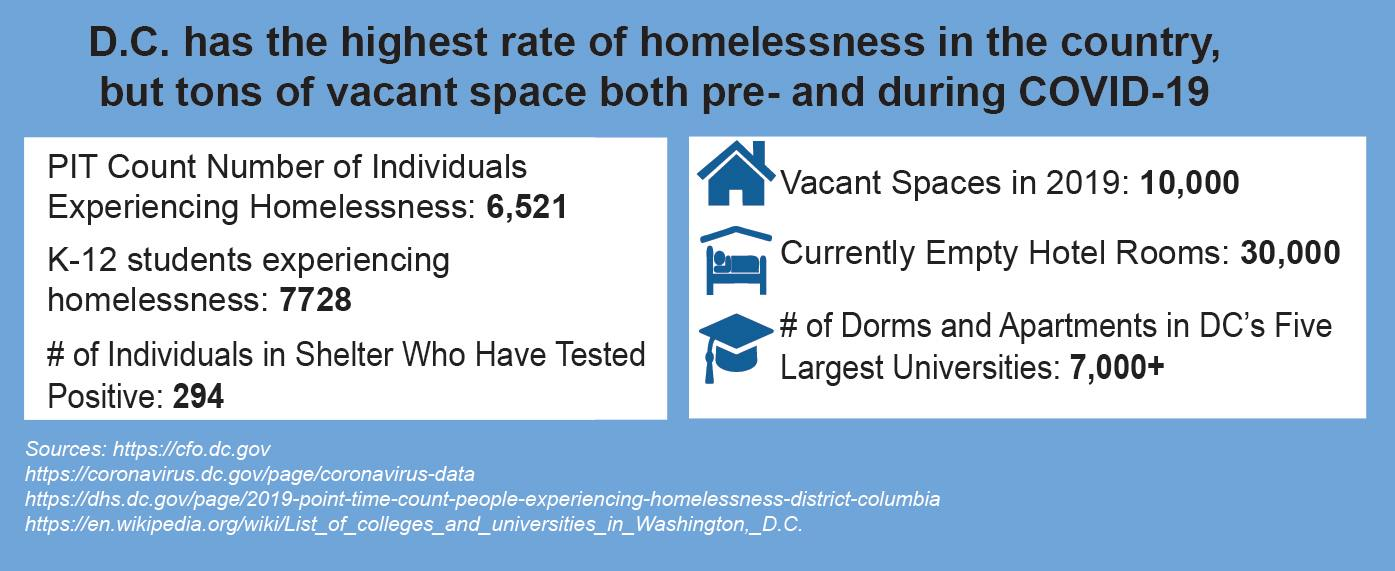 D.C. has the highest rate of homelessness in the country,
but tons of vacant space both pre- and during COVID-19
PIT Count Number of Individuals
Experiencing Homelessness: 6,521
K-12 students experiencing
homelessness: 7728
# of Individuals in Shelter Who Have Tested
Positive: 294
Vacant Spaces in 2019: 10,000
Currently Empty Hotel Rooms: 30,000
# of Dorms and Apartments in DC’s Five
Largest Universities: 7,000+
Sources: https://cfo.dc.gov
https://coronavirus.dc.gov/page/coronavirus-data
https://dhs.dc.gov/page/2019-point-time-count-people-experiencing-homelessness-district-columbia
https://en.wikipedia.org/wiki/List_of_colleges_and_universities_in_Washington,_D.C.